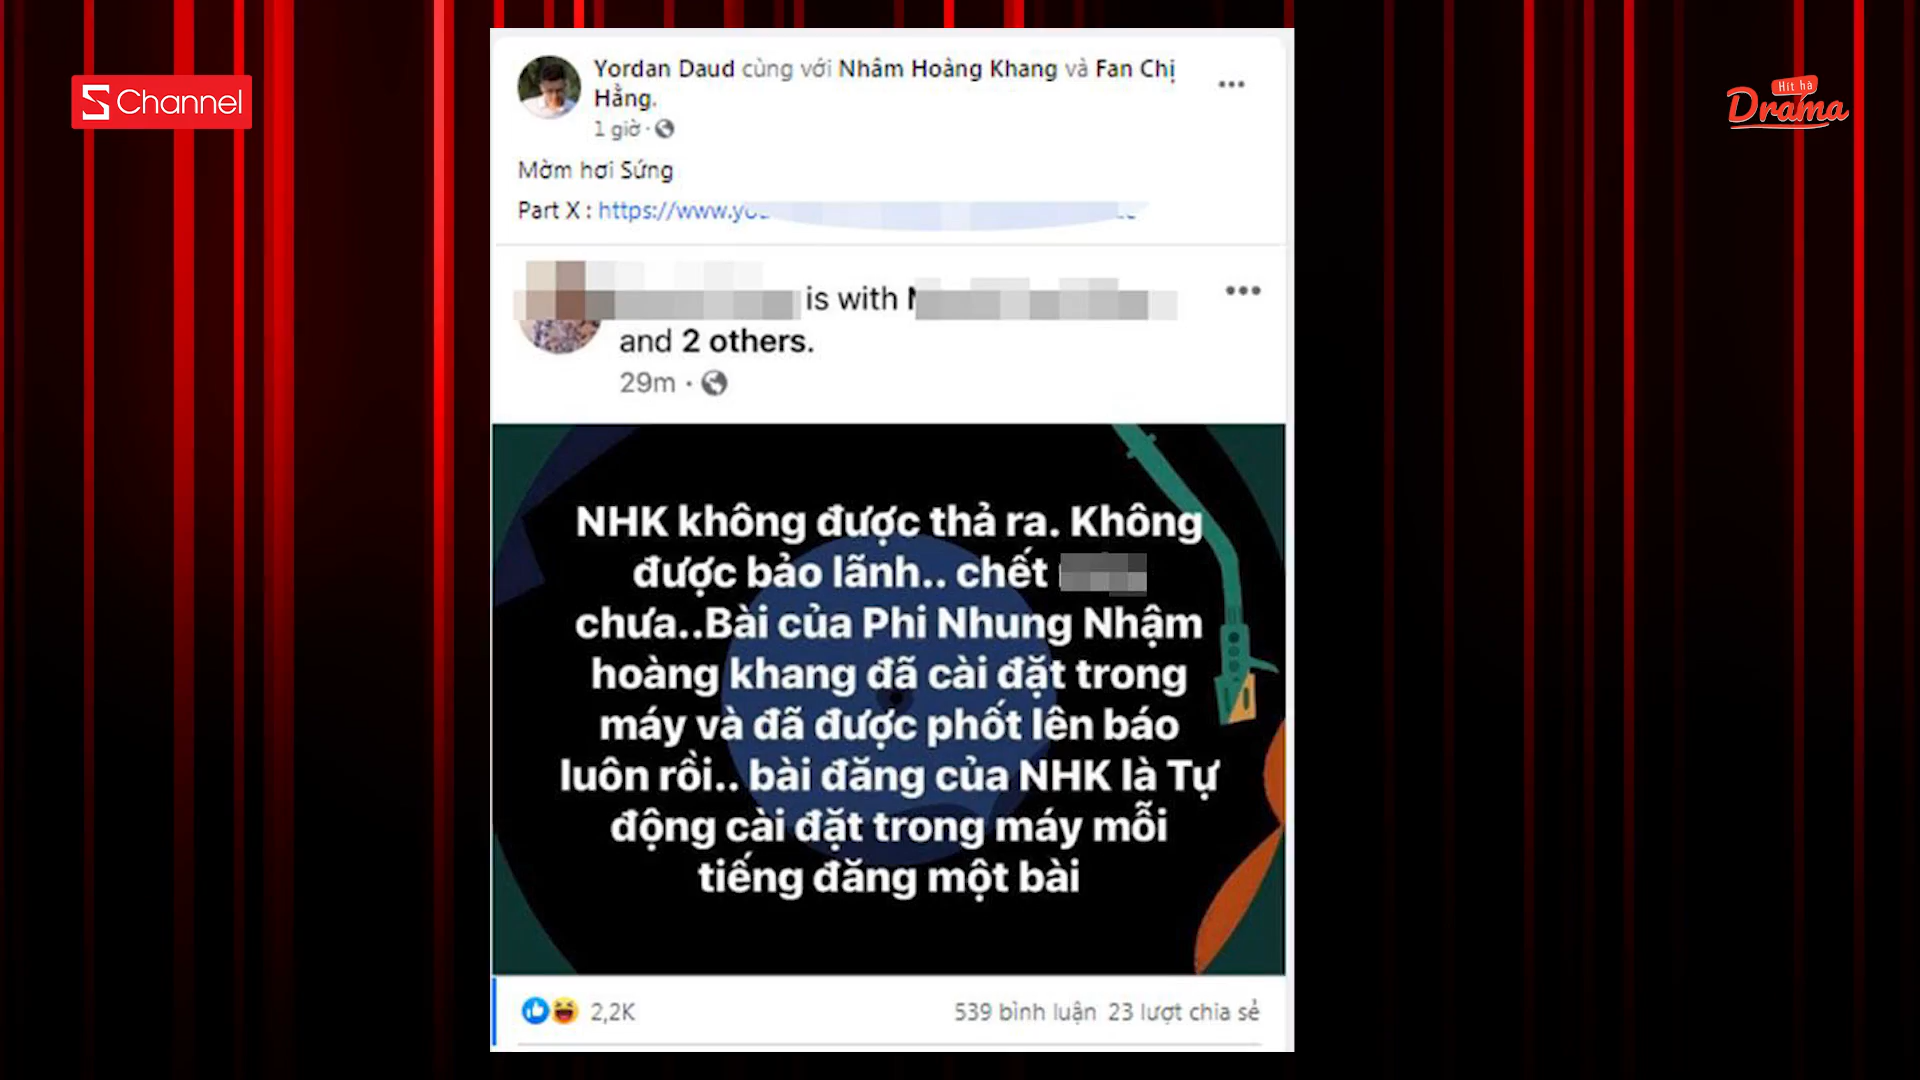 S Channel
Hít hà
Drama
Yordan Daud cùng với Nhâm Hoàng Khang và Fan Chị
Hằng.
1 giờ ·
Mờm hơi Sứng
Part X : https://www.yo
is with
and 2 others.
29m ·
NHK không được thả ra. Không
được bảo lãnh.. chết
chưa..Bài của Phi Nhung Nhậm
hoàng khang đã cài đặt trong
máy và đã được phốt lên báo
luôn rồi.. bài đăng của NHK là Tự
động cài đặt trong máy mỗi
tiếng đăng một bài
2,2K
539 bình luận 23 lượt chia sẻ